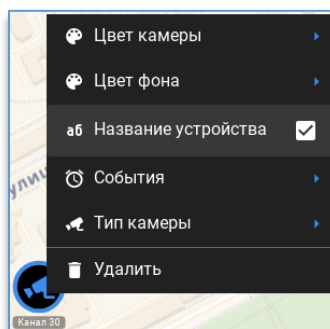 Цвет камеры
Цвет фона
аб Название устройства
События
Тип камеры
Удалить
Канал 30